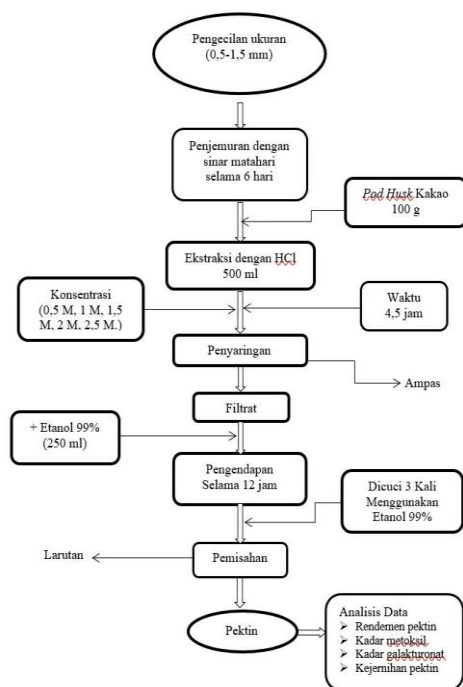 Pengecilan ukuran
(0,5-1,5 mm)
Penjemuran dengan
sinar matahari
selama 6 hari
Pod Husk Kakao
100 g
Ekstraksi dengan HCl
500 ml
Konsentrasi
(0,5 M, 1 M, 1,5
M, 2 M, 2,5 M.)
Waktu
4,5 jam
Penyaringan
Ampas
Filtrat
+ Etanol 99%
(250 ml)
Pengendapan
Selama 12 jam
Dicuci 3 Kali
Menggunakan
Etanol 99%
Larutan
Pemisahan
Pektin
Analisis Data
➢ Rendemen pektin
➢ Kadar metoksil
➢ Kadar galakturonat
➢ Kejernihan pektin